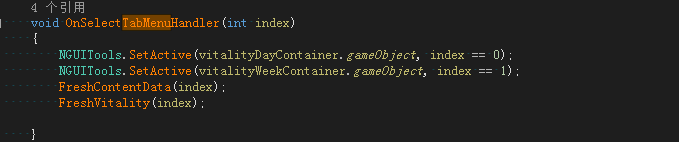 4 个引用
void OnSelectTabMenuHandler(int index)
{
NGUITools.SetActive(vitalityDayContainer.gameObject, index == 0);
NGUITools.SetActive(vitalityWeekContainer.gameObject, index == 1);
FreshContentData(index);
FreshVitality(index);
}